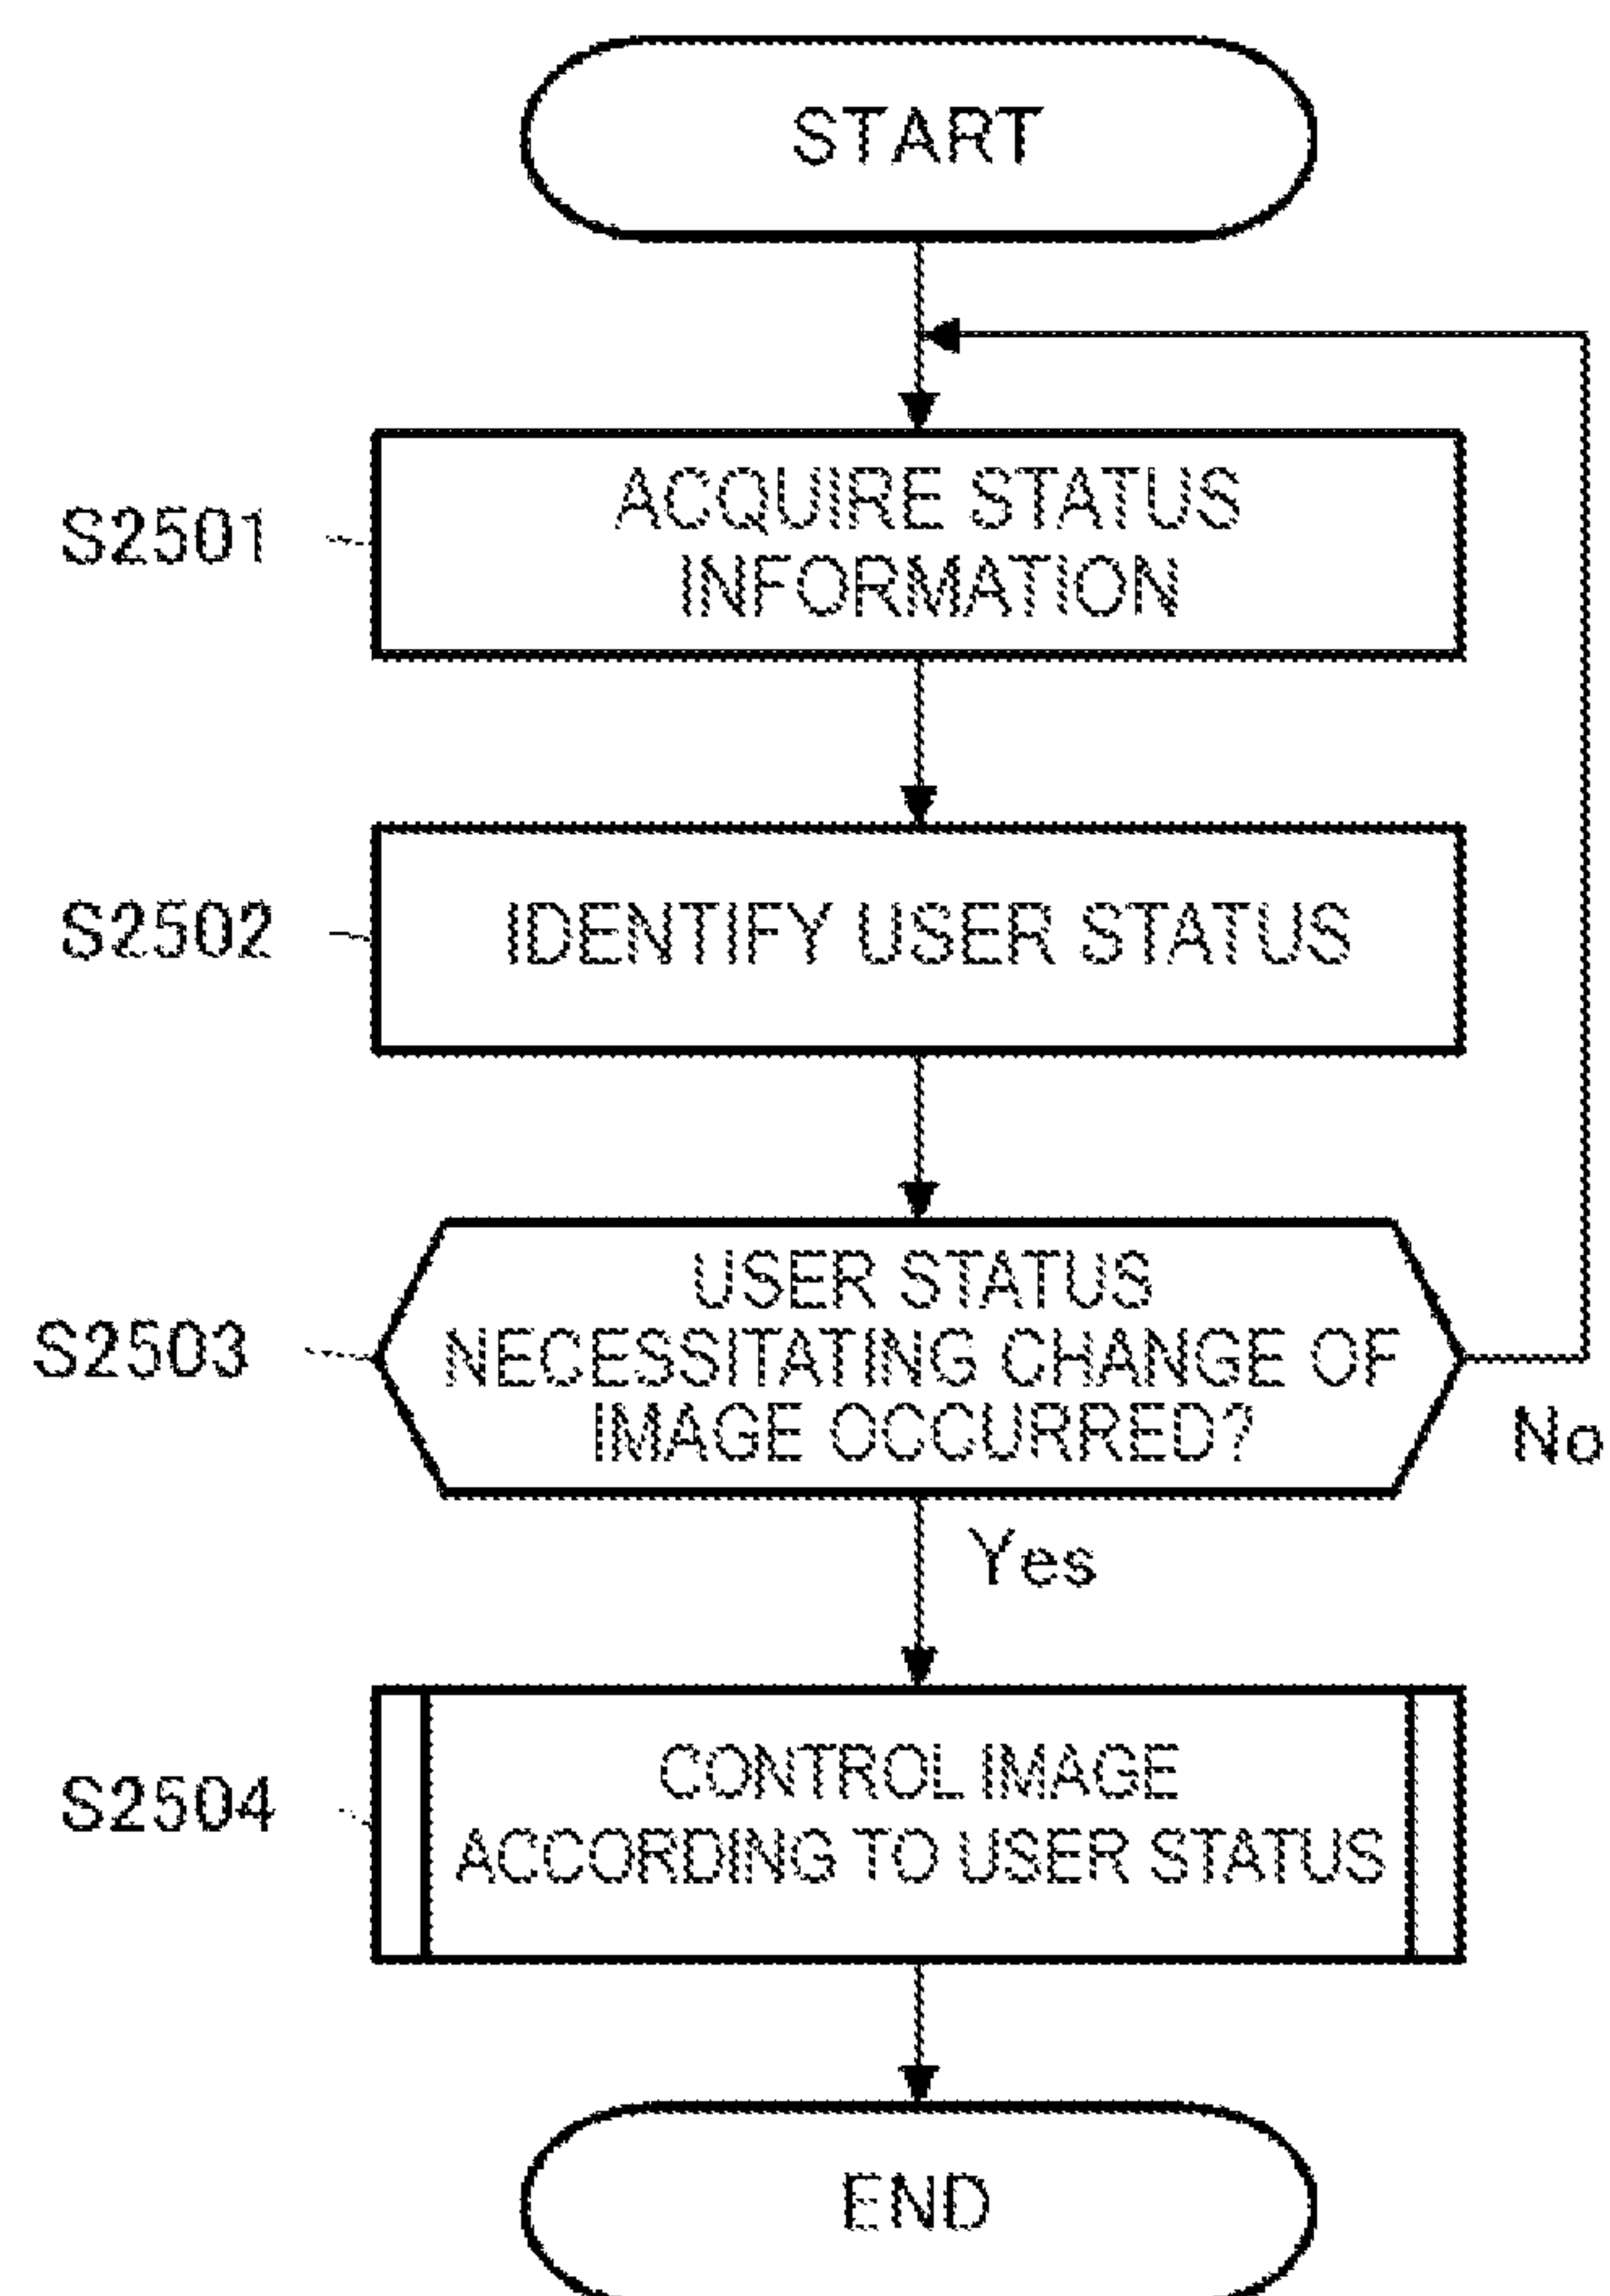 START
S2501
ACQUIRE STATUS
INFORMATION
S2502
IDENTIFY USER STATUS
S2503
USER STATUS
NECESSITATING CHANGE OF
IMAGE OCCURRED?
No
Yes
S2504
CONTROL IMAGE
ACCORDING TO USER STATUS
END